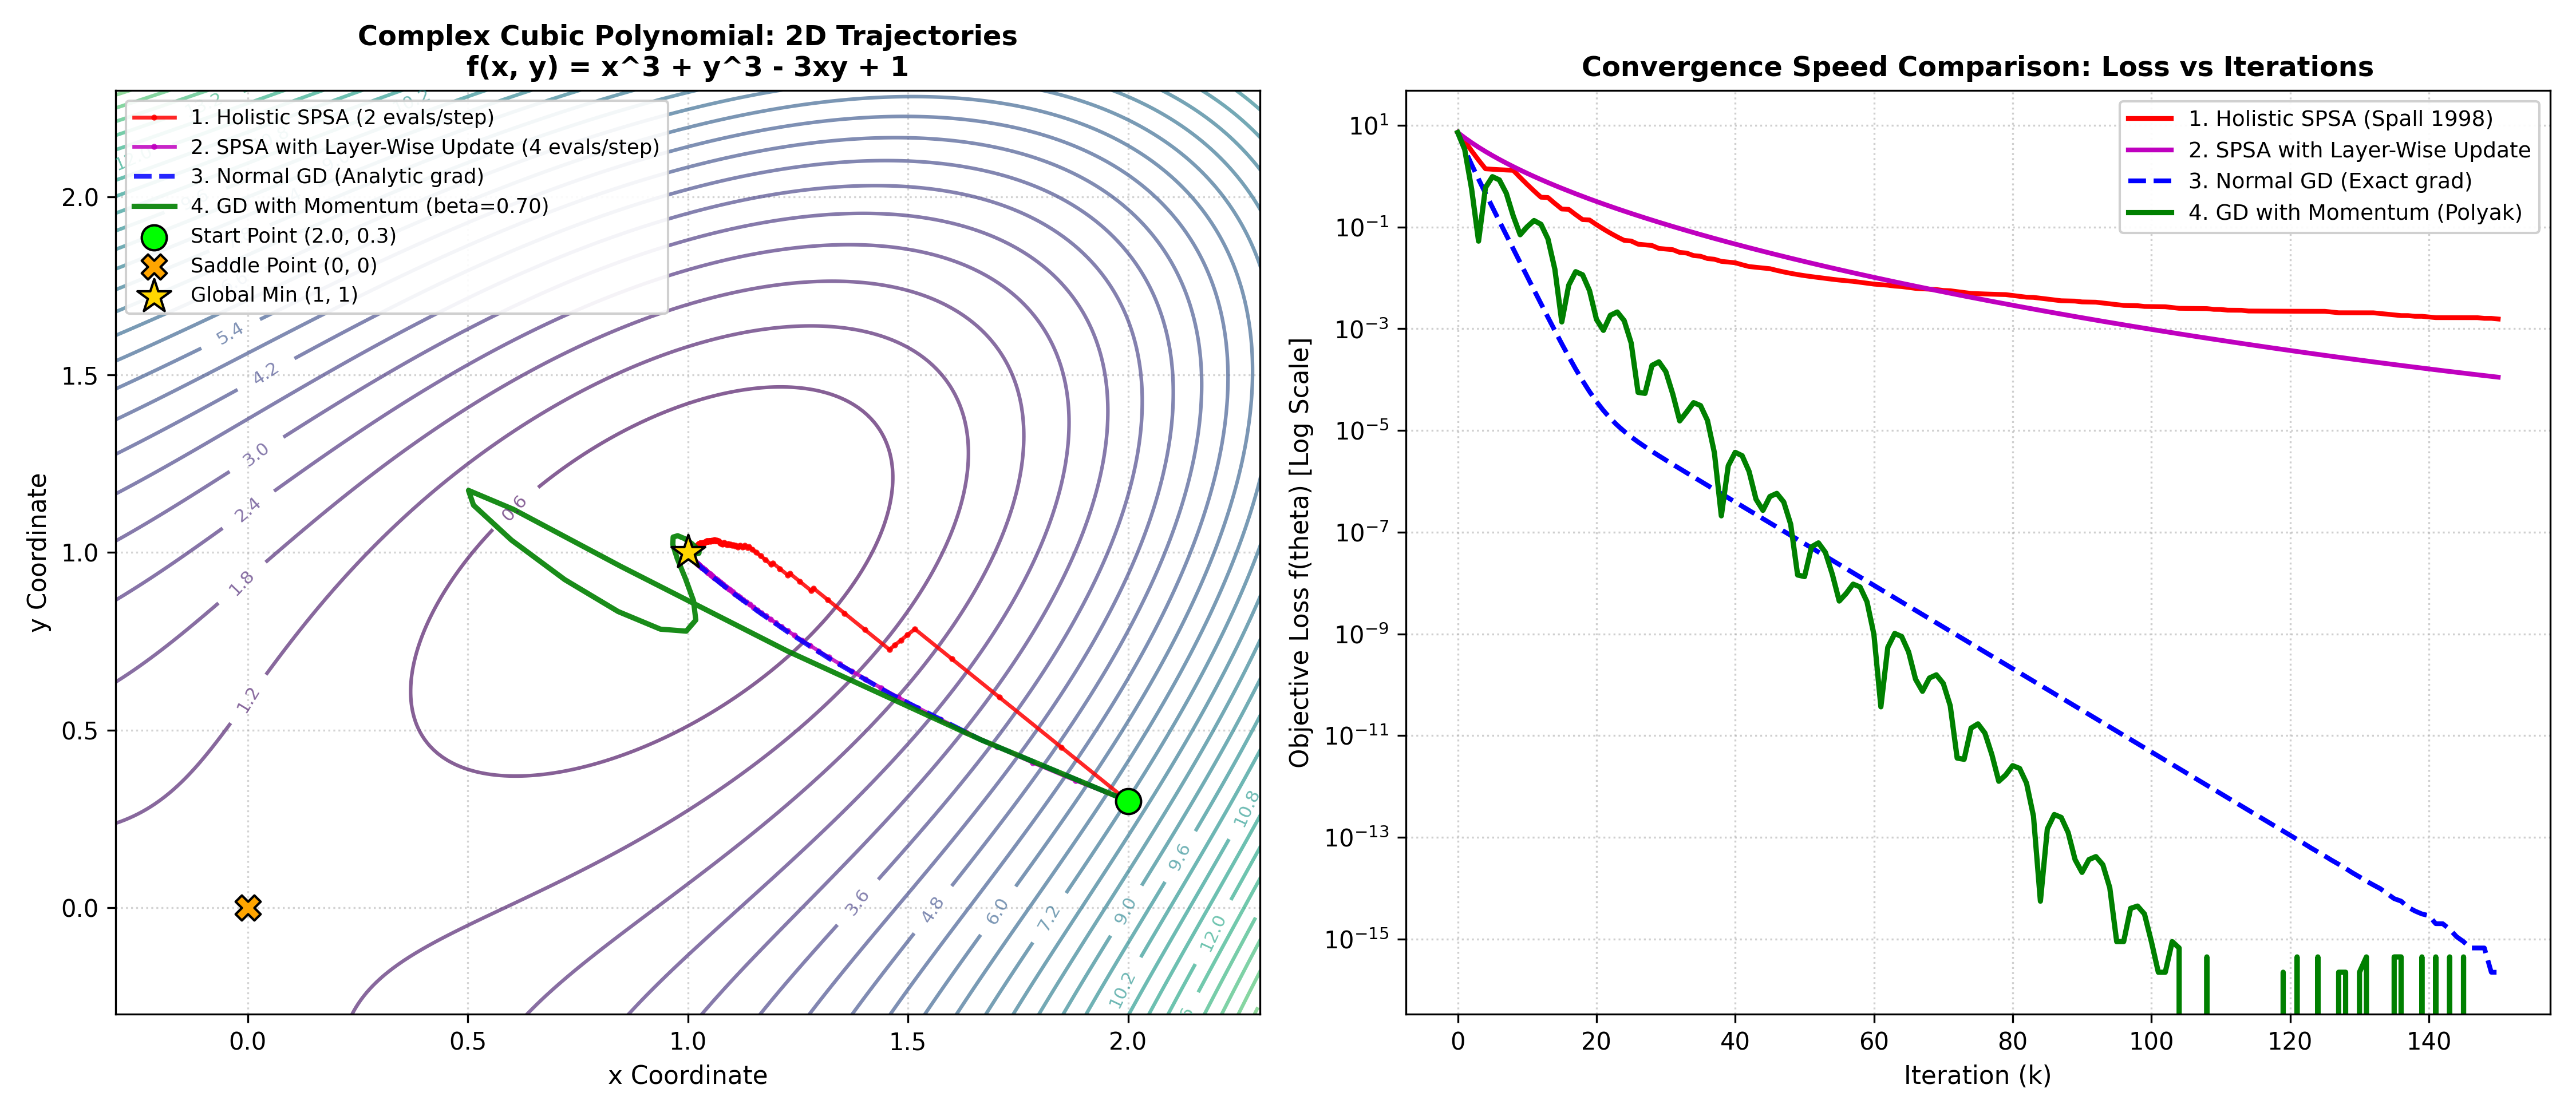 Complex Cubic Polynomial: 2D Trajectories
f(x, y) = x^3 + y^3 - 3xy + 1
1. Holistic SPSA (2 evals/step)
2. SPSA with Layer-Wise Update (4 evals/step)
3. Normal GD (Analytic grad)
4. GD with Momentum (beta=0.70)
Start Point (2.0, 0.3)
Saddle Point (0, 0)
Global Min (1, 1)
5.4
4.2
3.0
2.4
1.8
1.2
0.6
3.6
4.8
6.0
7.2
9.0
9.6
10.2
10.8
12.0
2.0
1.5
1.0
0.5
0.0
y Coordinate
0.0
0.5
1.0
1.5
2.0
x Coordinate
Convergence Speed Comparison: Loss vs Iterations
1. Holistic SPSA (Spall 1998)
2. SPSA with Layer-Wise Update
3. Normal GD (Exact grad)
4. GD with Momentum (Polyak)
10^1
10^-1
10^-3
10^-5
10^-7
10^-9
10^-11
10^-13
10^-15
Objective Loss f(theta) [Log Scale]
0
20
40
60
80
100
120
140
Iteration (k)